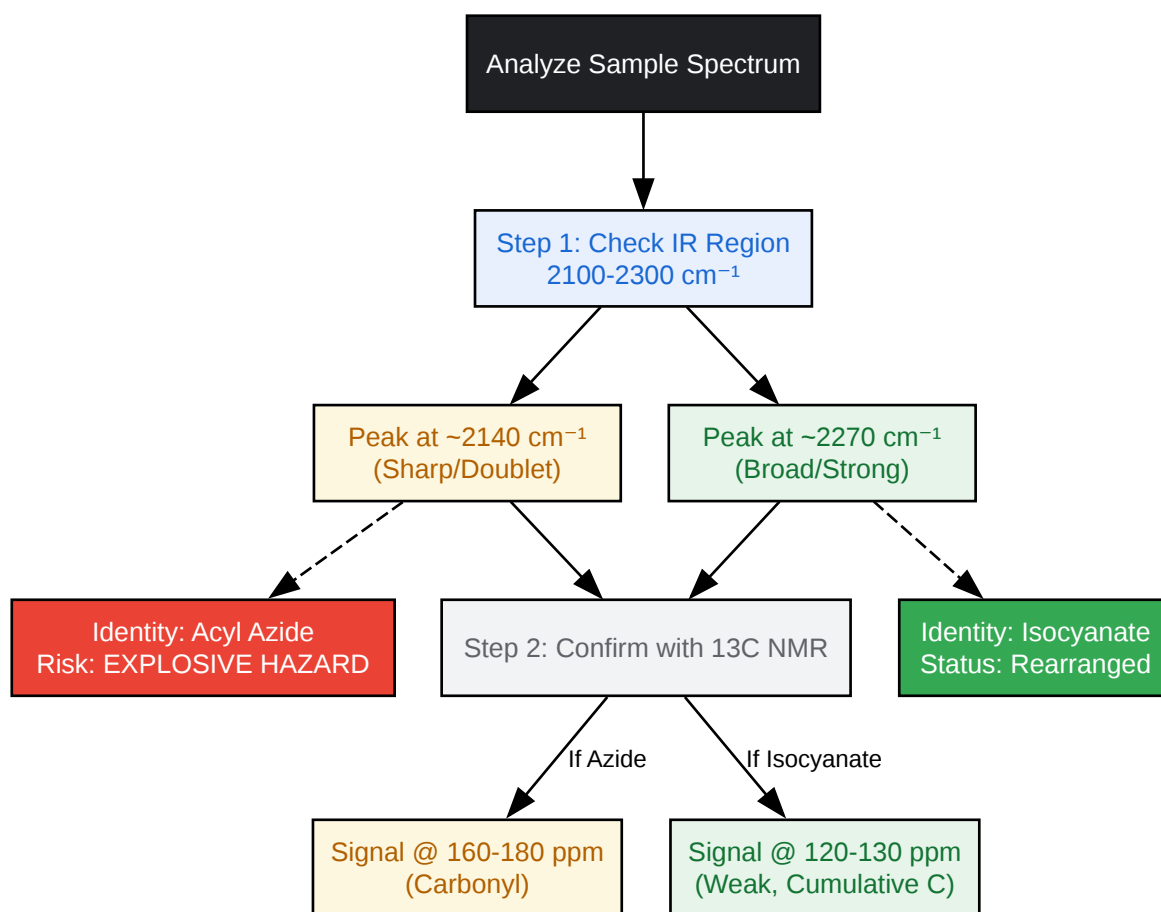 Analyze Sample Spectrum
Step 1: Check IR Region
2100-2300 cm⁻¹
Peak at ~2140 cm⁻¹
(Sharp/Doublet)
Peak at ~2270 cm⁻¹
(Broad/Strong)
Identity: Acyl Azide
Risk: EXPLOSIVE HAZARD
Step 2: Confirm with 13C NMR
Identity: Isocyanate
Status: Rearranged
If Azide
If Isocyanate
Signal @ 160-180 ppm
(Carbonyl)
Signal @ 120-130 ppm
(Weak, Cumulative C)